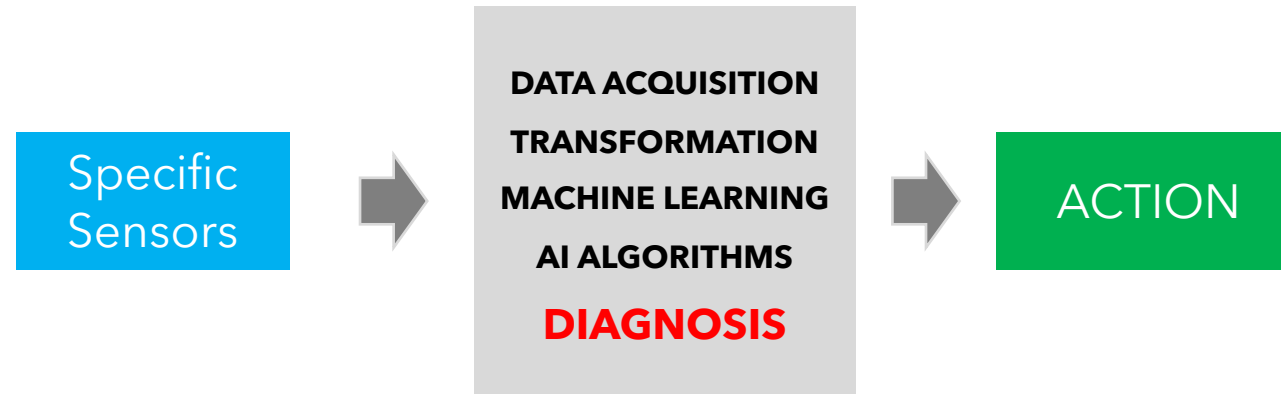 Specific
Sensors
DATA ACQUISITION
TRANSFORMATION
MACHINE LEARNING
AI ALGORITHMS
DIAGNOSIS
ACTION